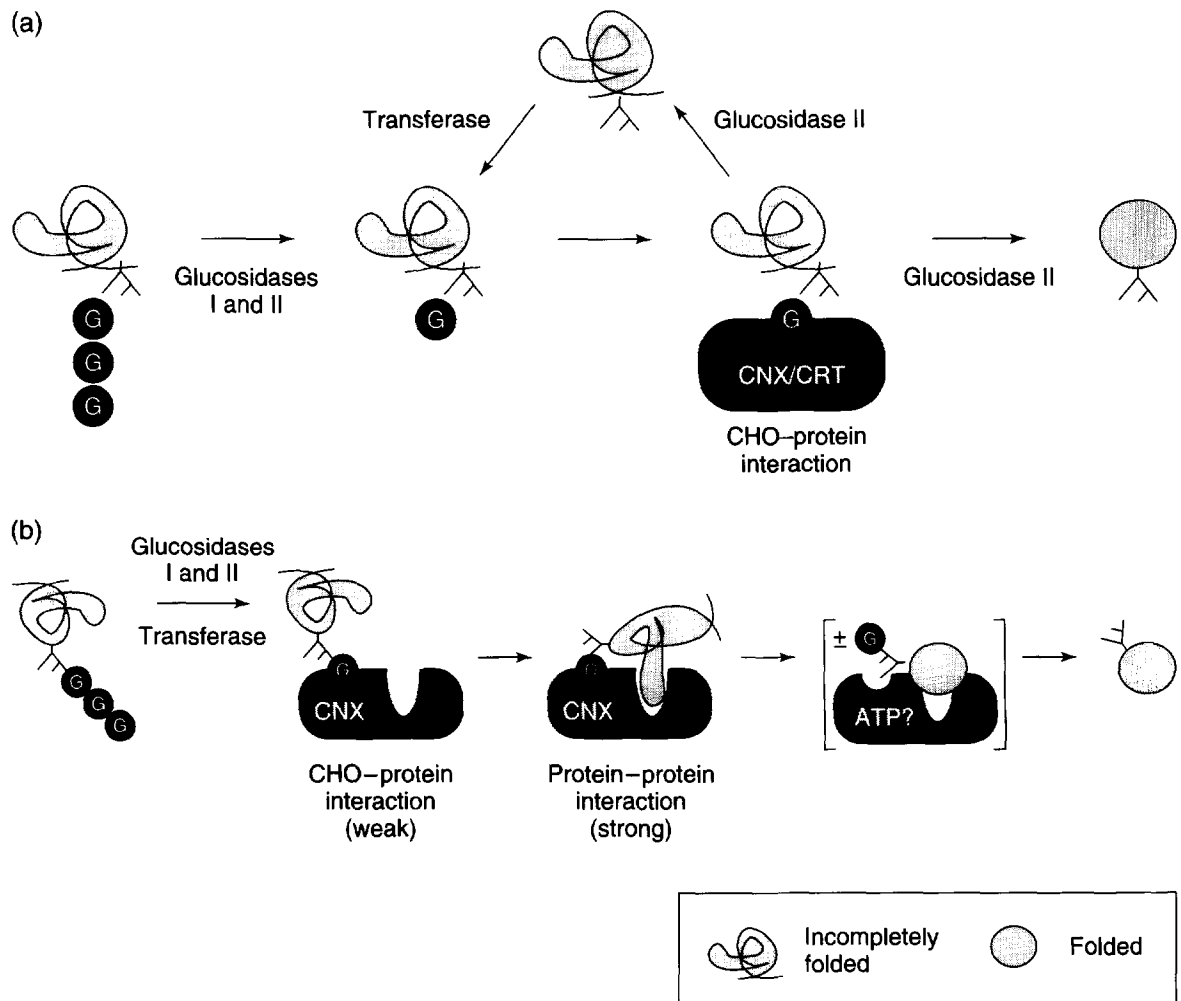 (a)
Transferase
Glucosidase II
Glucosidases
I and II
G
G
G
G
G
CNX/CRT
CHO–protein
interaction
Glucosidase II
(b)
Glucosidases
I and II
Transferase
G
G
G
G
CNX
CHO–protein
interaction
(weak)
G
CNX
Protein–protein
interaction
(strong)
± G
ATP?
Incompletely
folded
Folded